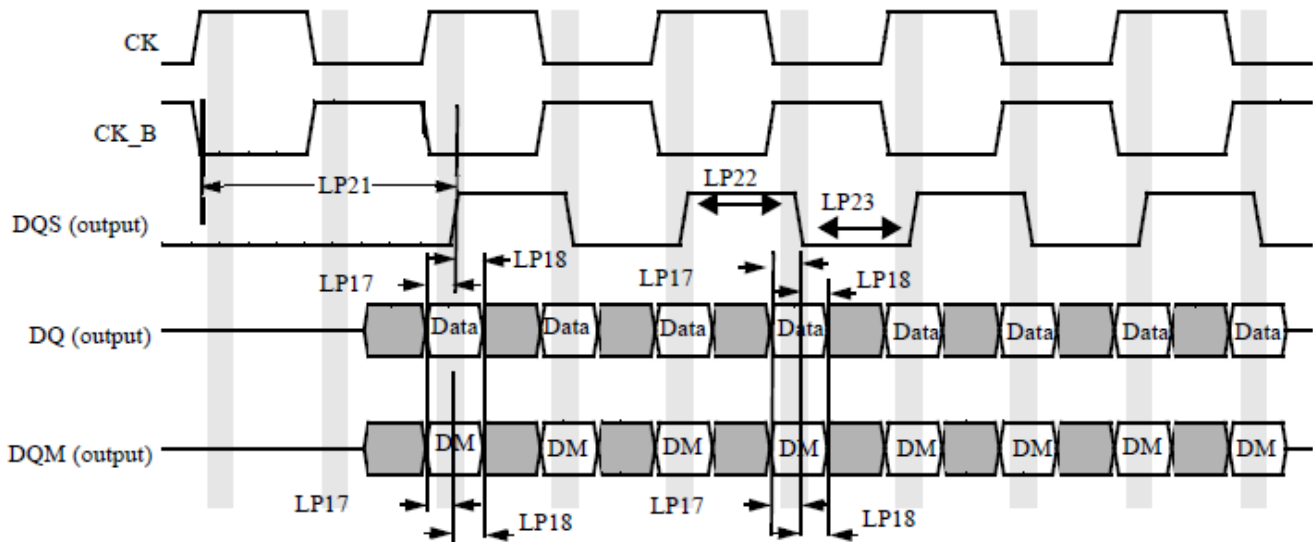 CK
CK_B
LP21
LP22
LP23
DQS (output)
LP18
LP17
LP17
LP18
DQ (output)
Data Data Data Data Data Data Data Data
DQM (output)
DM DM DM DM DM DM DM DM
LP17
LP18
LP17
LP18